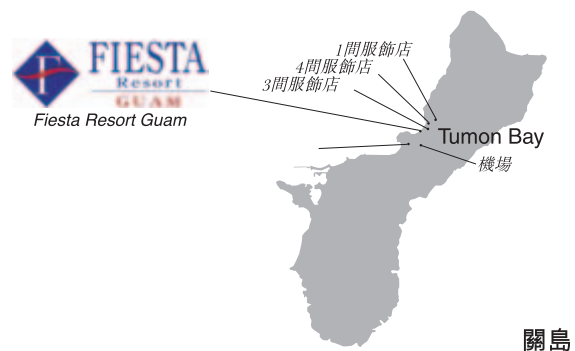 1間服飾店
4間服飾店
3間服飾店
FIESTA
Resort
GUAM
Fiesta Resort Guam
Tumon Bay
機場
關島